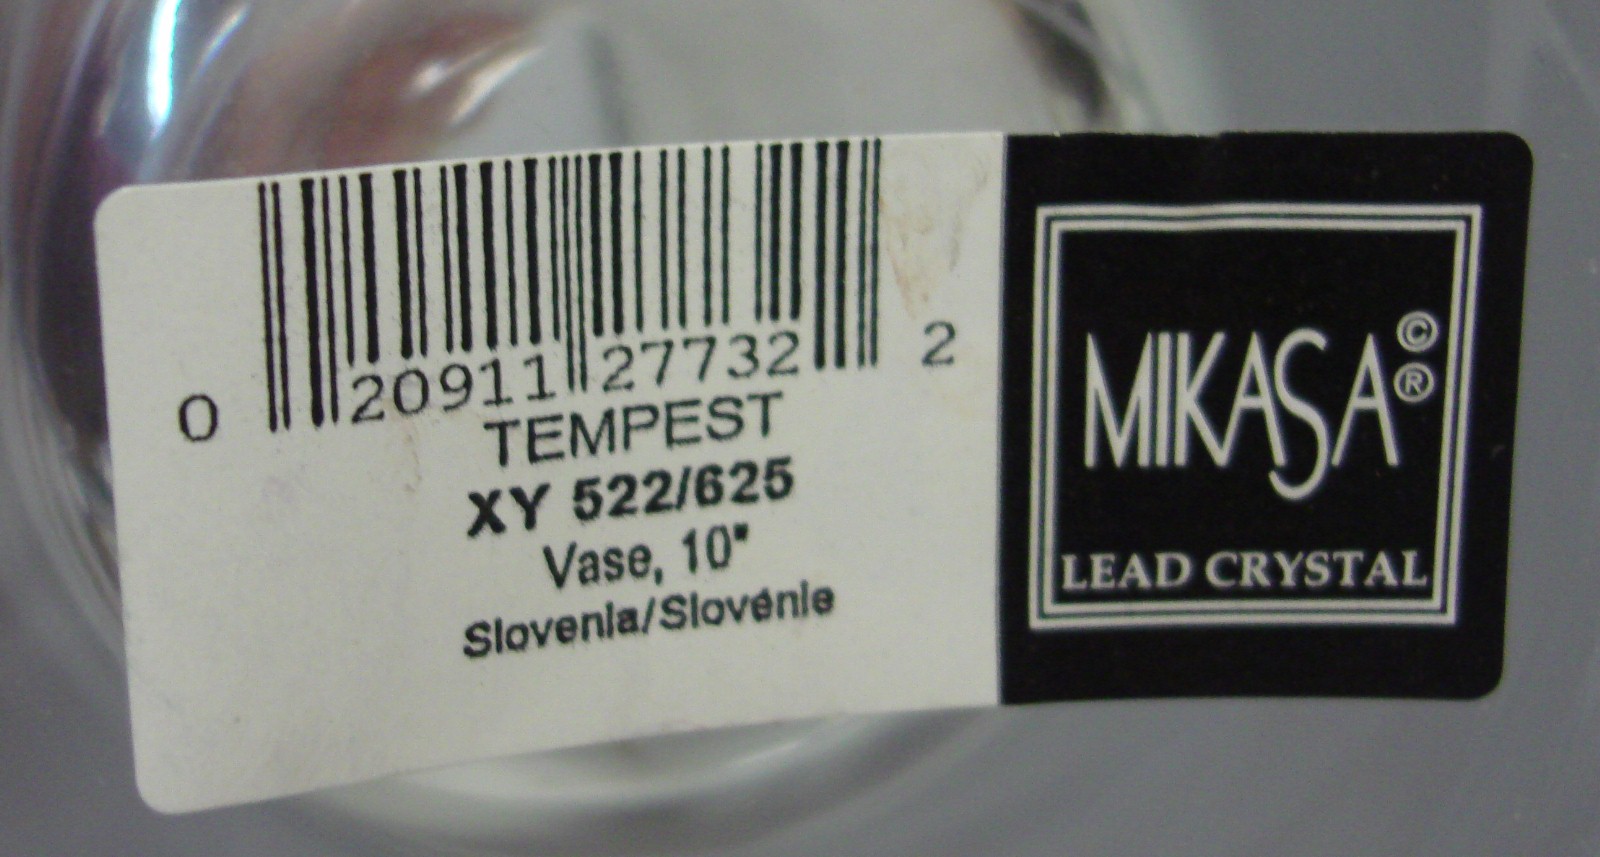 0 20911 27732 2
TEMPEST
XY 522/625
Vase, 10"
Slovenia/Slovénie
MIKASA©®
LEAD CRYSTAL